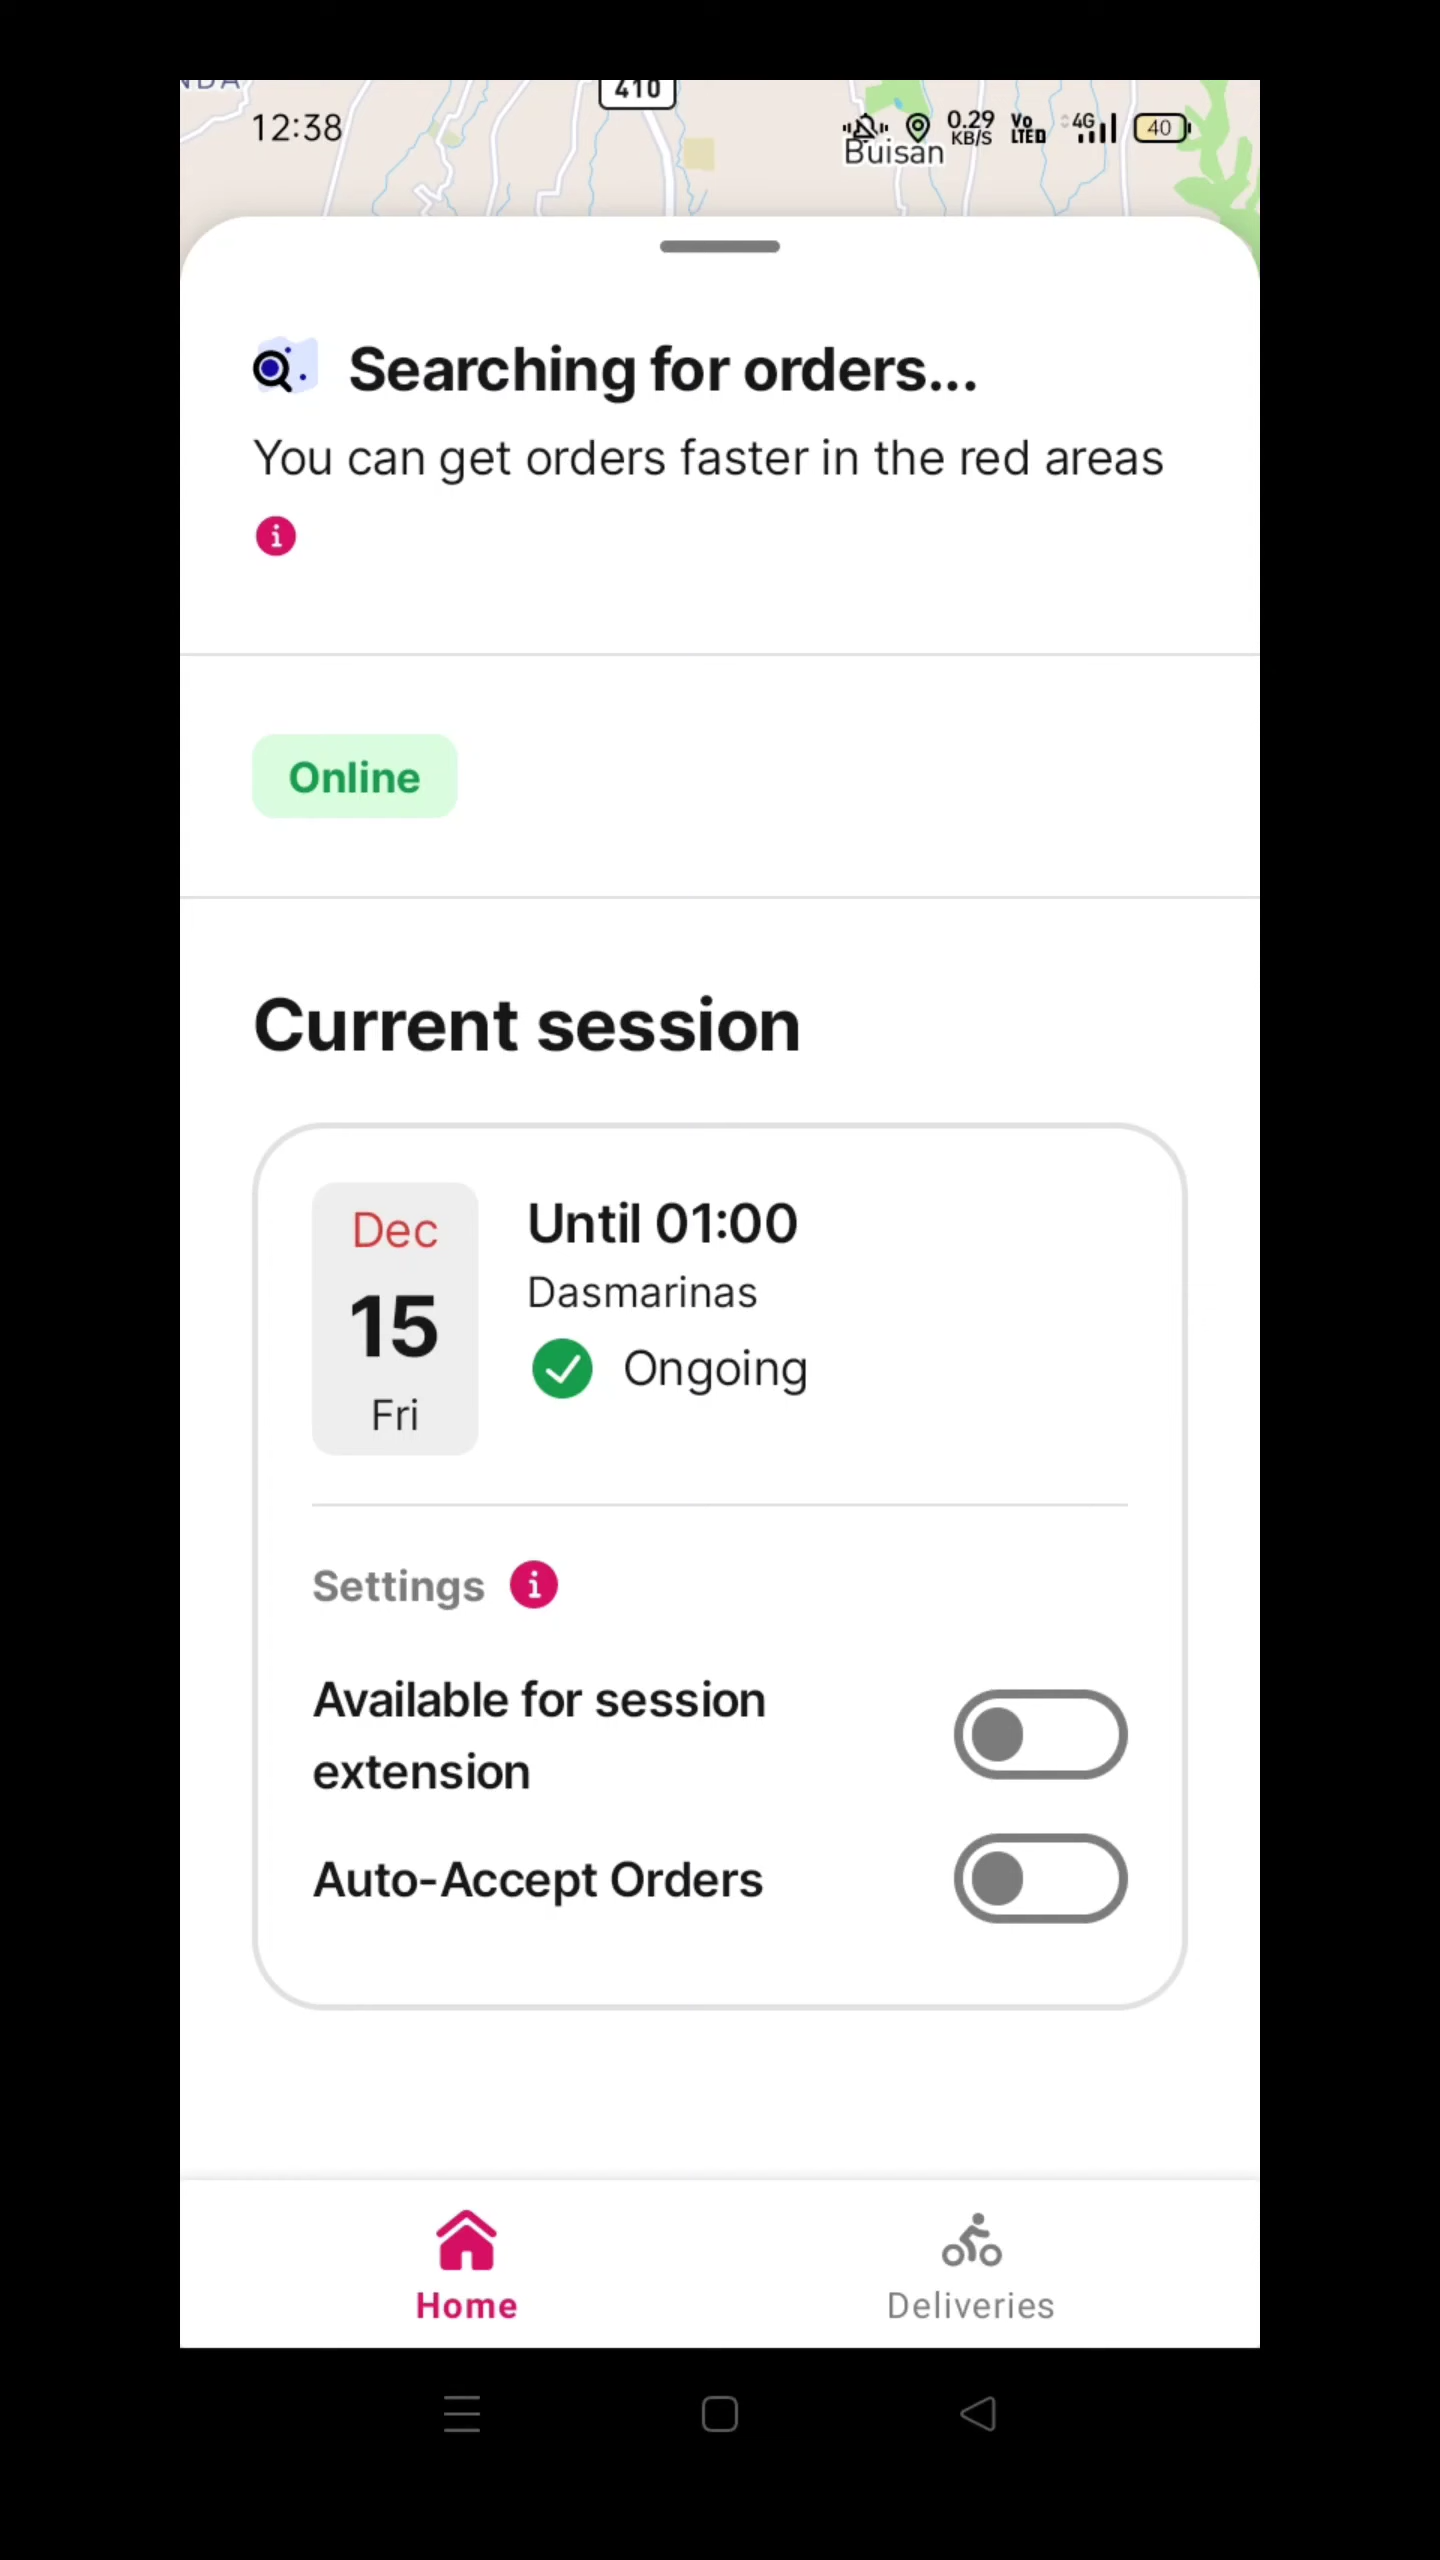 410
12:38
0.29
KB/S
Vo
LTED
4G
40
Buisan
Searching for orders...
You can get orders faster in the red areas
Online
Current session
Dec
15
Fri
Until 01:00
Dasmarinas
Ongoing
Settings
Available for session
extension
Auto-Accept Orders
Home
Deliveries